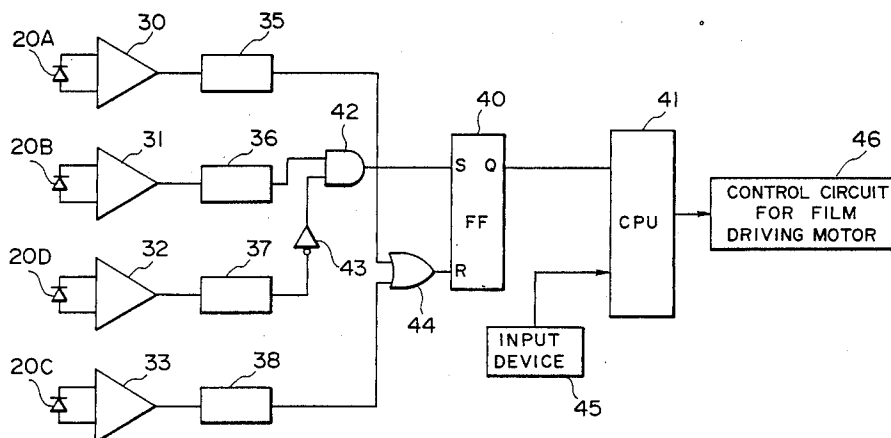 30
35
20A
42
40
41
46
31
36
20B
S Q
CONTROL CIRCUIT
FOR FILM
DRIVING MOTOR
FF
CPU
32
37
43
20D
R
44
33
38
INPUT
DEVICE
20C
45